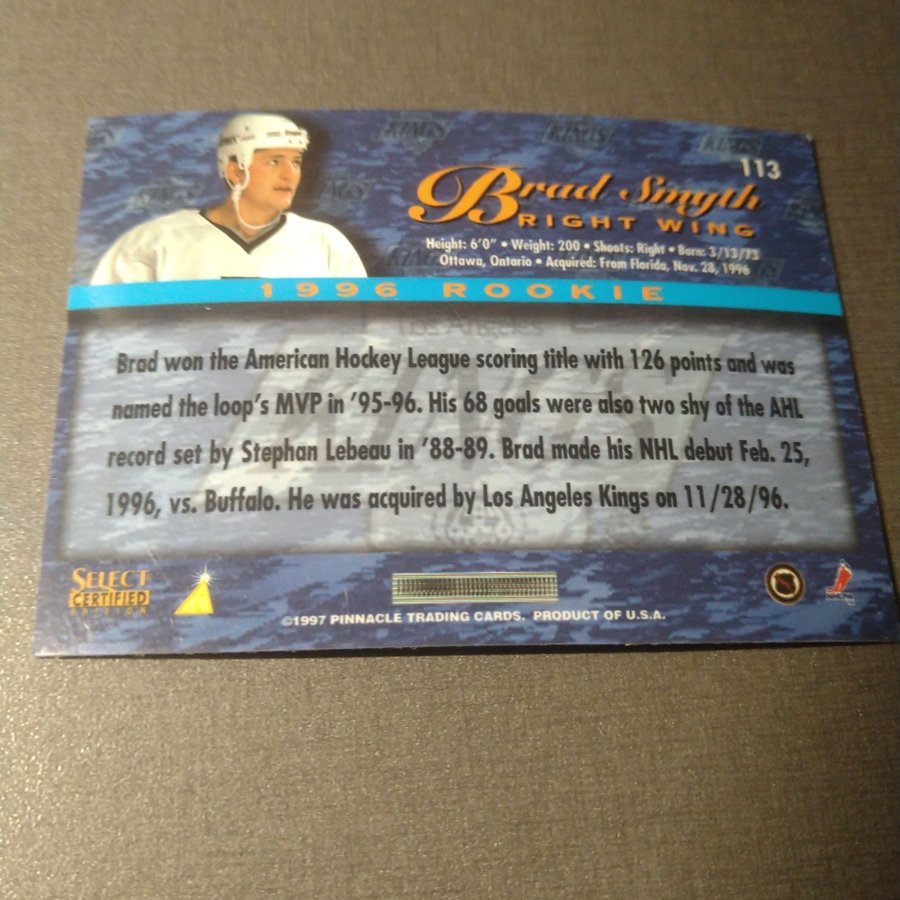 113
Brad Smyth
RIGHT WING
Height: 6'0" • Weight: 200 • Shoots: Right • Born: 3/13/73
Ottawa, Ontario • Acquired: From Florida, Nov. 28, 1996
1996 ROOKIE
Brad won the American Hockey League scoring title with 126 points and was
named the loop's MVP in '95-96. His 68 goals were also two shy of the AHL
record set by Stephan Lebeau in '88-89. Brad made his NHL debut Feb. 25,
1996, vs. Buffalo. He was acquired by Los Angeles Kings on 11/28/96.
SELECT
CERTIFIED
EDITION
NHLPA
©1997 PINNACLE TRADING CARDS. PRODUCT OF U.S.A.